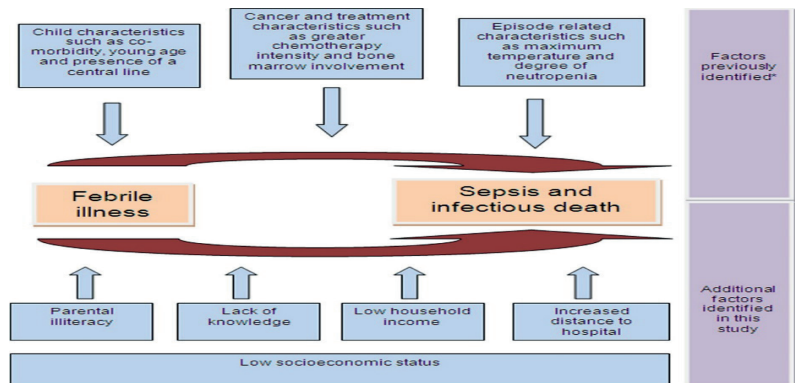 Child characteristics
such as co-
morbidity, young age
and presence of a
central line
Cancer and treatment
characteristics such
as greater
chemotherapy
intensity and bone
marrow involvement
Episode related
characteristics such
as maximum
temperature and
degree of
neutropenia
Factors
previously
identified*
Febrile
illness
Sepsis and
infectious death
Parental
illiteracy
Lack of
knowledge
Low household
income
Increased
distance to
hospital
Low socioeconomic status
Additional
factors
identified
in this
study